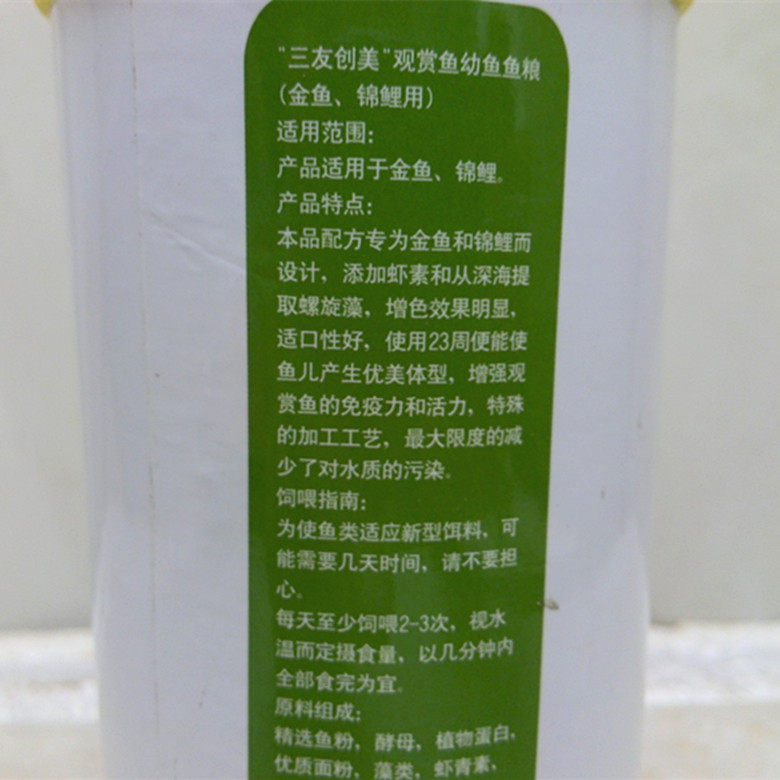 “三友创美”观赏鱼幼鱼鱼粮
(金鱼、锦鲤用)
适用范围:
产品适用于金鱼、锦鲤。
产品特点:
本品配方专为金鱼和锦鲤而
设计，添加虾素和从深海提
取螺旋藻，增色效果明显，
适口性好，使用23周便能使
鱼儿产生优美体型，增强观
赏鱼的免疫力和活力，特殊
的加工工艺，最大限度的减
少了对水质的污染。
饲喂指南:
为使鱼类适应新型饵料，可
能需要几天时间，请不要担
心。
每天至少饲喂2-3次，视水
温而定摄食量，以几分钟内
全部食完为宜。
原料组成:
精选鱼粉，酵母，植物蛋白，
优质面粉，藻类，虾青素，